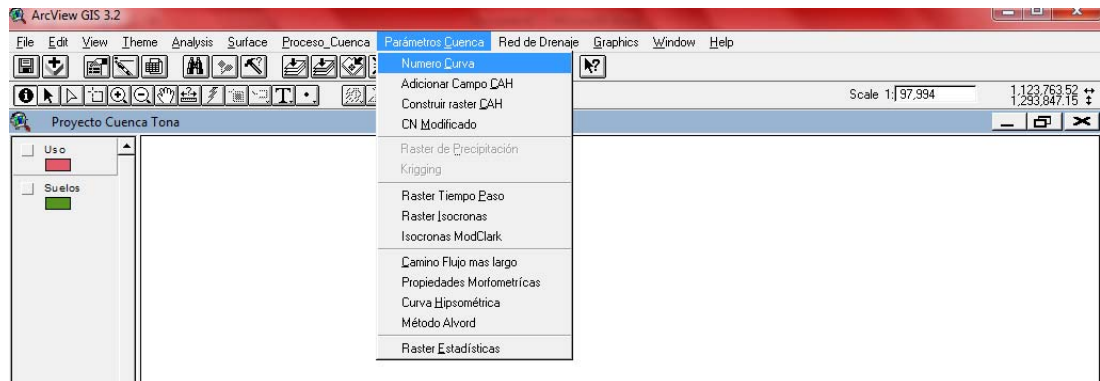 ArcView GIS 3.2
File Edit View Theme Analysis Surface Proceso_Cuenca Parámetros Cuenca Red de Drenaje Graphics Window Help
Numero Curva
Adicionar Campo CAH
Construir raster CAH
CN Modificado
Raster de Precipitación
Krigging
Raster Tiempo Paso
Raster Isocronas
Isocronas ModClark
Camino Flujo mas largo
Propiedades Morfometrícas
Curva Hipsométrica
Método Alvord
Raster Estadísticas
Scale 1: 97,994
1,123,763.52
1,293,847.15
Proyecto Cuenca Tona
Uso
Suelos